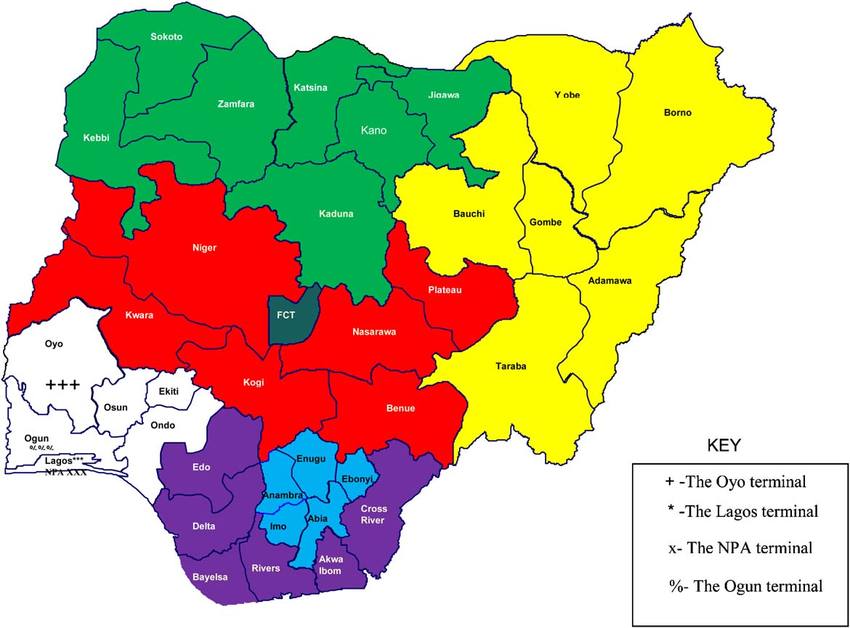 Sokoto
Katsina
Jigawa
Yobe
Borno
Zamfara
Kano
Kebbi
Kaduna
Bauchi
Gombe
Niger
Adamawa
Plateau
FCT
Kwara
Nasarawa
Oyo
+++
Taraba
Kogi
Ekiti
Osun
Benue
Ondo
Ogun
%%%
Lagos***
NPA XXX
Edo
Enugu
Ebonyi
Anambra
Cross
River
Delta
Imo
Abia
Bayelsa
Rivers
Akwa
Ibom
KEY
+ -The Oyo terminal
* -The Lagos terminal
x- The NPA terminal
%- The Ogun terminal